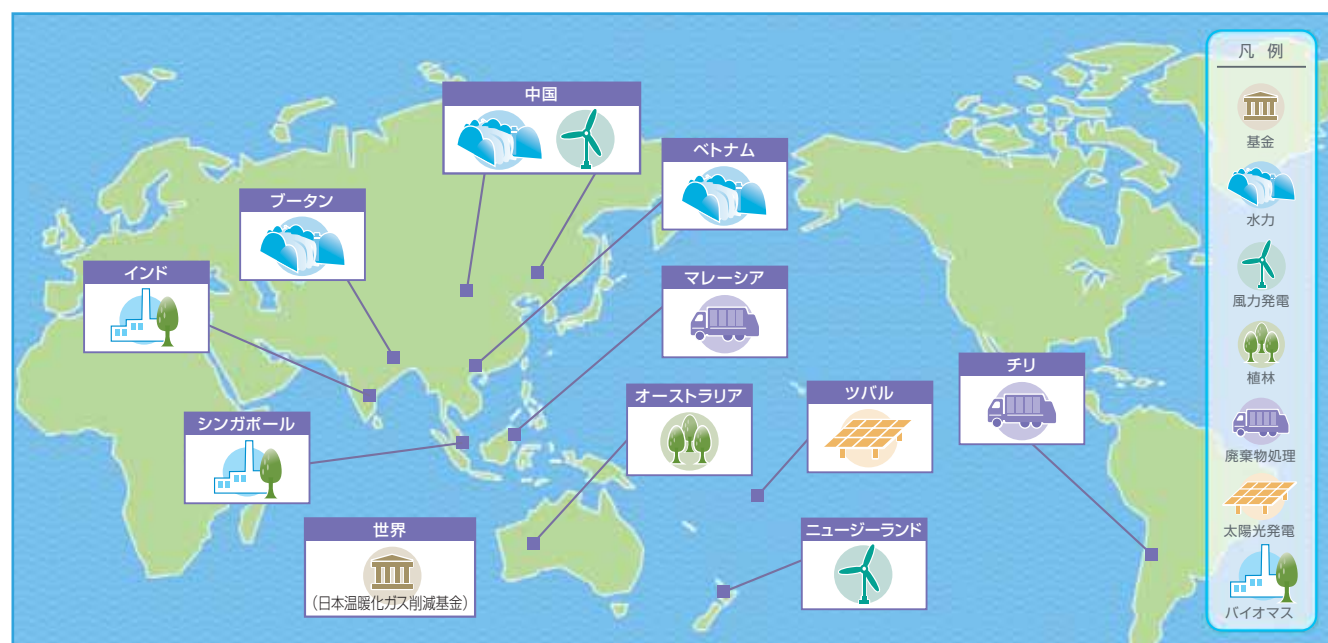 中国
ベトナム
ブータン
インド
マレーシア
チリ
オーストラリア
ツバル
シンガポール
世界
(日本温暖化ガス削減基金)
ニュージーランド
凡 例
基金
水力
風力発電
植林
廃棄物処理
太陽光発電
バイオマス